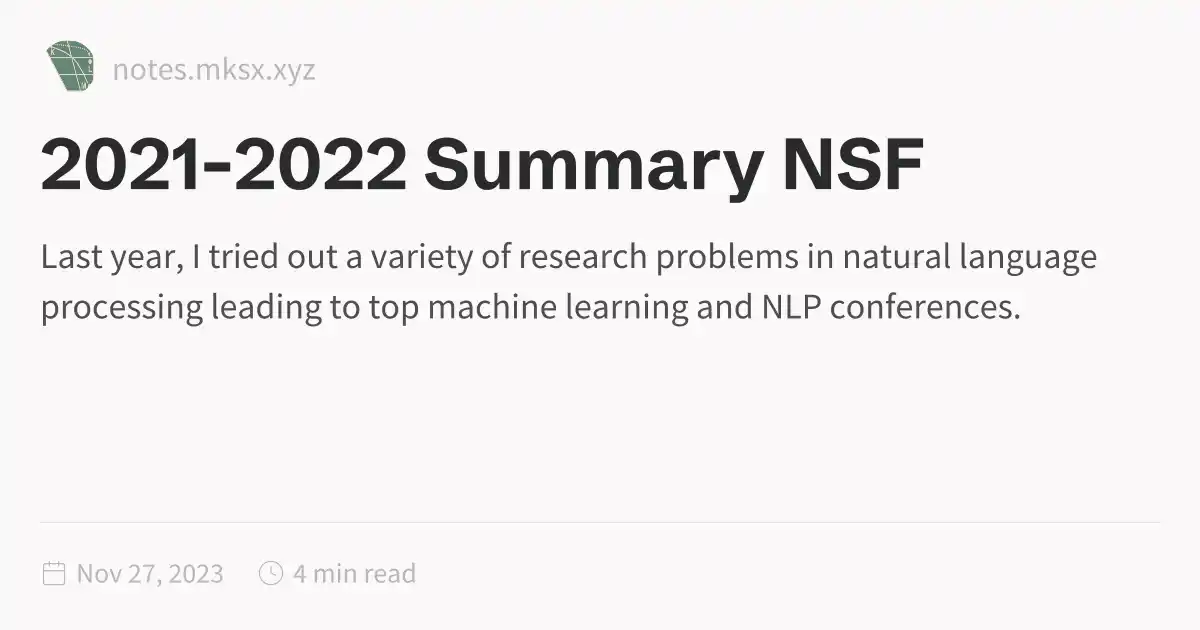 notes.mksx.xyz
2021-2022 Summary NSF
Last year, I tried out a variety of research problems in natural language
processing leading to top machine learning and NLP conferences.
Nov 27, 2023 4 min read